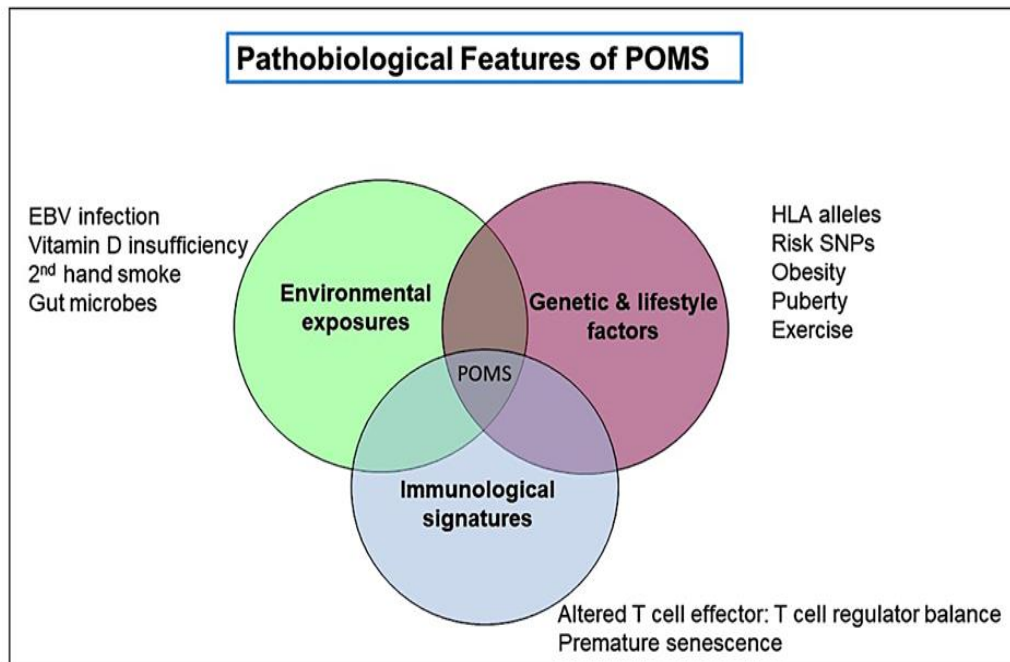 Pathobiological Features of POMS
EBV infection
Vitamin D insufficiency
2nd hand smoke
Gut microbes
Environmental
exposures
Genetic & lifestyle
factors
HLA alleles
Risk SNPs
Obesity
Puberty
Exercise
POMS
Immunological
signatures
Altered T cell effector: T cell regulator balance
Premature senescence